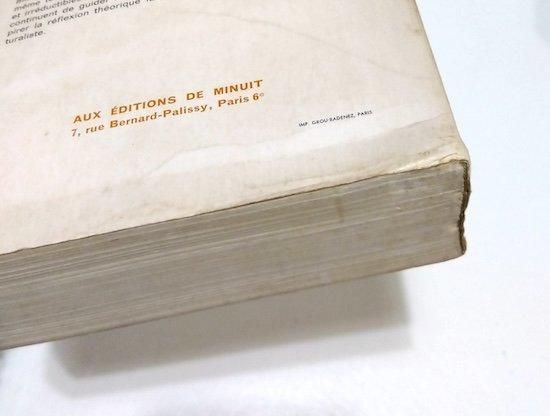 même
et irréductibles
continuent de guider
pirer la réflexion théorique
turaliste.
AUX ÉDITIONS DE MINUIT
7, rue Bernard-Palissy, Paris 6e
IMP. GROU-RADENEZ, PARIS